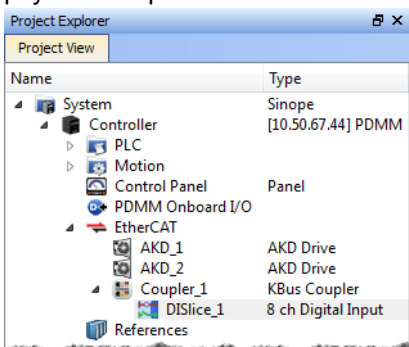 Project Explorer
Project View
Name Type
System Sinope
Controller [10.50.67.44] PDMM
PLC
Motion
Control Panel Panel
PDMM Onboard I/O
EtherCAT
AKD_1 AKD Drive
AKD_2 AKD Drive
Coupler_1 KBus Coupler
DISlice_1 8 ch Digital Input
References